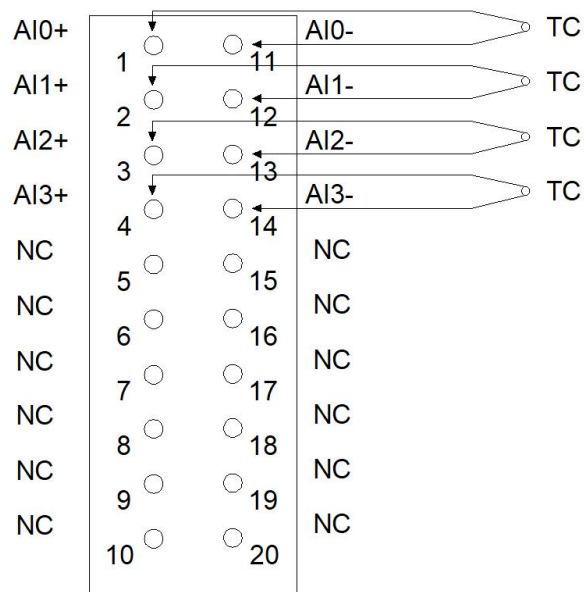 AI0+ AI0- TC
1 11
AI1+ AI1- TC
2 12
AI2+ AI2- TC
3 13
AI3+ AI3- TC
4 14
NC NC
5 15
NC NC
6 16
NC NC
7 17
NC NC
8 18
NC NC
9 19
NC NC
10 20